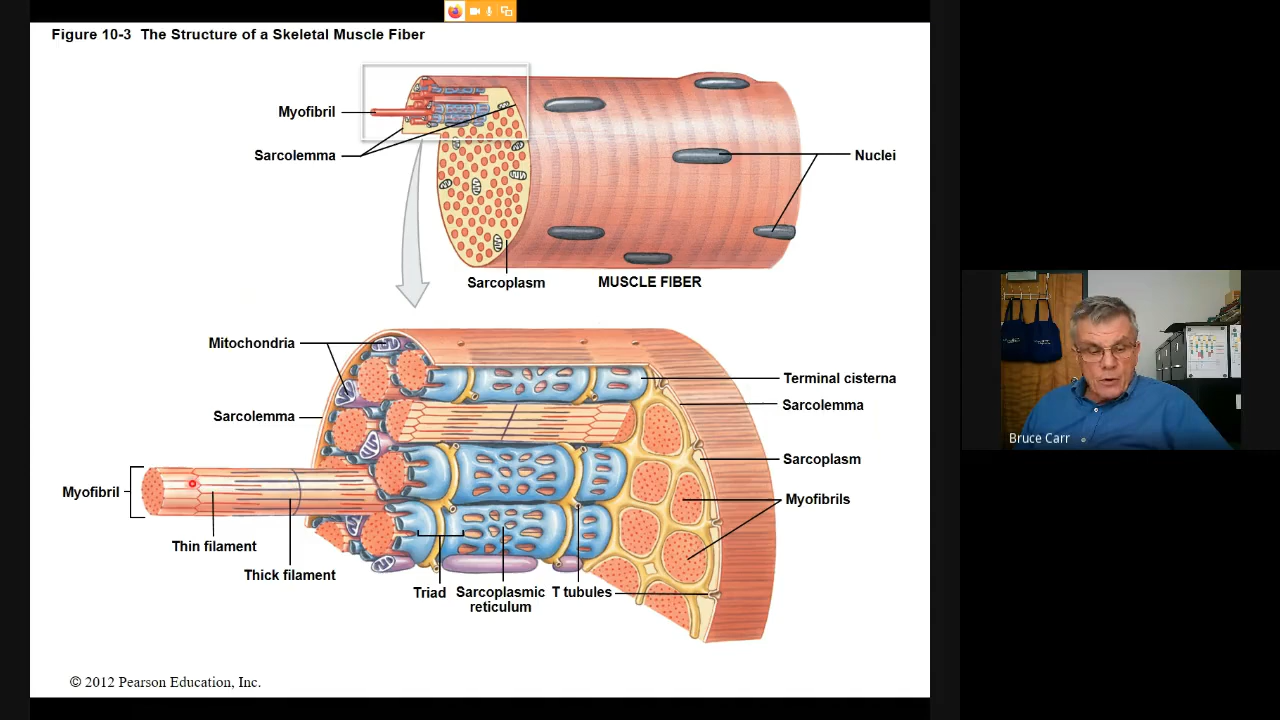 Figure 10-3 The Structure of a Skeletal Muscle Fiber
Myofibril
Sarcolemma
Nuclei
Sarcoplasm
MUSCLE FIBER
Mitochondria
Terminal cisterna
Sarcolemma
Sarcolemma
Sarcoplasm
Myofibril
Myofibrils
Thin filament
Thick filament
Triad
Sarcoplasmic
reticulum
T tubules
© 2012 Pearson Education, Inc.
Bruce Carr